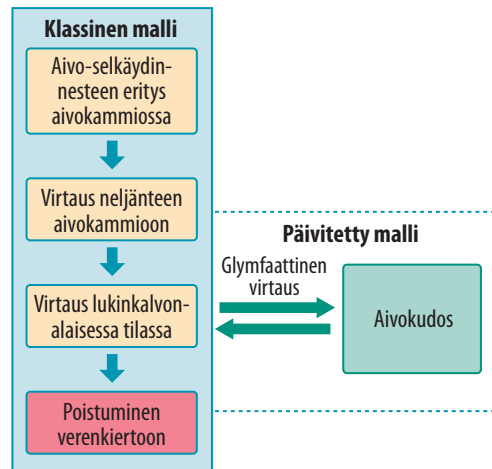 Klassinen malli
Aivo-selkäydin-
nesteen eritys
aivokammiossa
Virtaus neljänteen
aivokammioon
Virtaus lukinkalvon-
alaisessa tilassa
Poistuminen
verenkiertoon
Päivitetty malli
Glymfaattinen
virtaus
Aivokudos